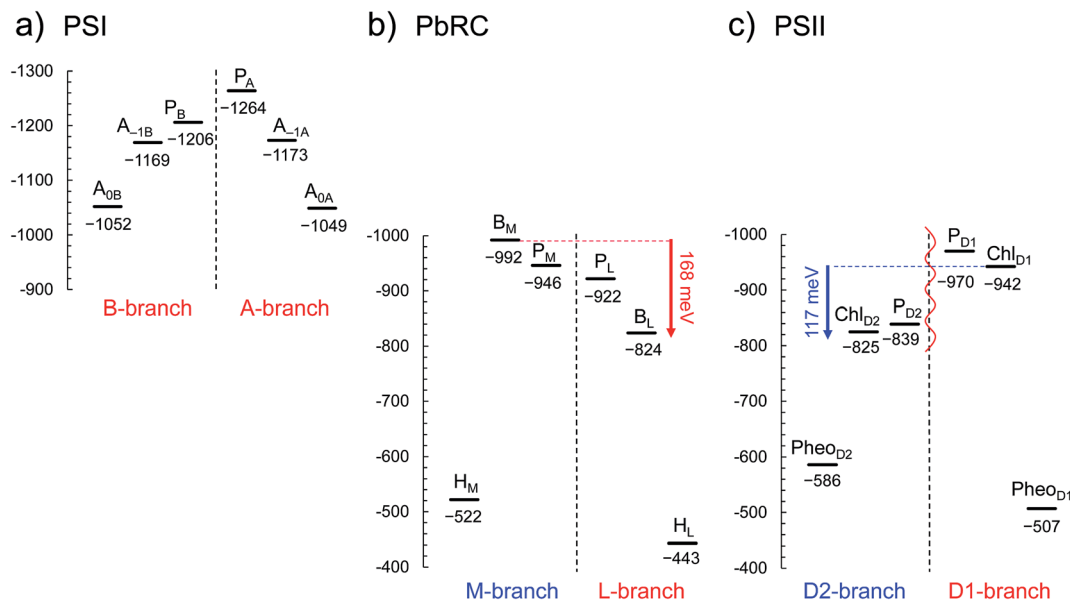 a) PSI
-1300
-1200
-1100
-1000
-900
P_A
−1264
P_B
−1206
A_–1B
−1169
A_–1A
−1173
A_0B
−1052
A_0A
−1049
B-branch
A-branch
b) PbRC
-1000
-900
-800
-700
-600
-500
-400
B_M
−992
P_M
−946
P_L
−922
B_L
−824
168 meV
H_M
−522
H_L
−443
M-branch
L-branch
c) PSII
-1000
-900
-800
-700
-600
-500
-400
P_D1
−970
Chl_D1
−942
117 meV
Chl_D2
−825
P_D2
−839
Pheo_D2
−586
Pheo_D1
−507
D2-branch
D1-branch